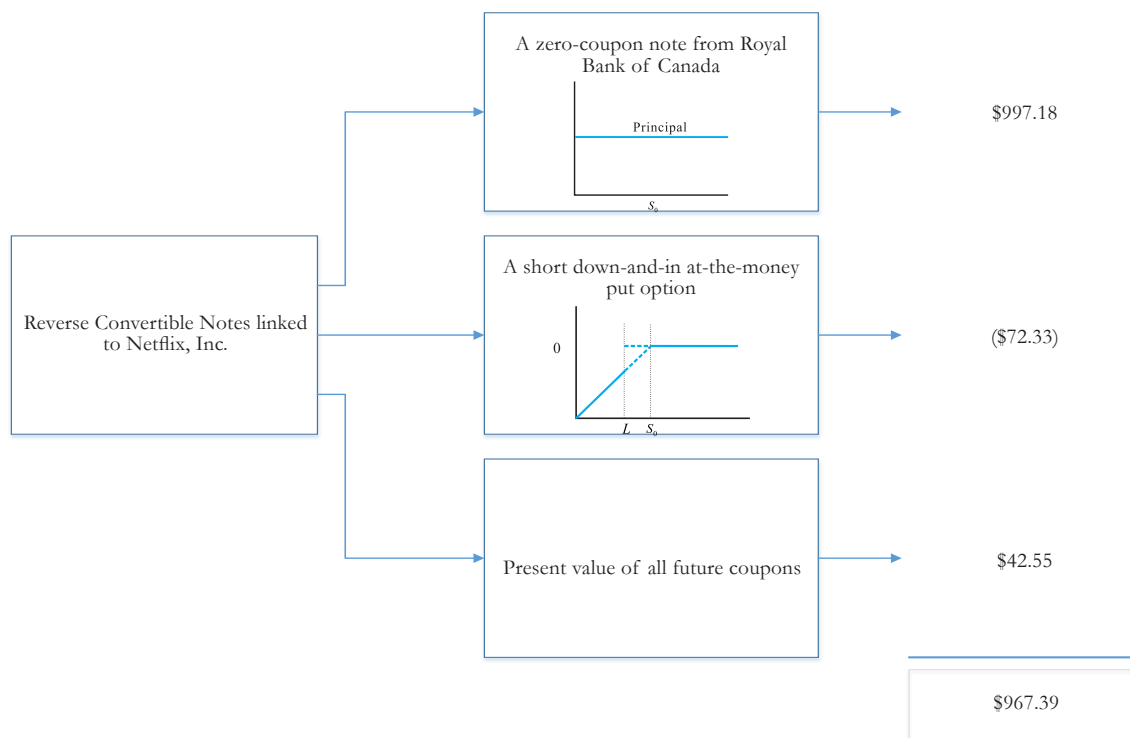 A zero-coupon note from Royal
Bank of Canada
Principal
S₀
$997.18
Reverse Convertible Notes linked
to Netflix, Inc.
A short down-and-in at-the-money
put option
0
L S₀
($72.33)
Present value of all future coupons
$42.55
$967.39